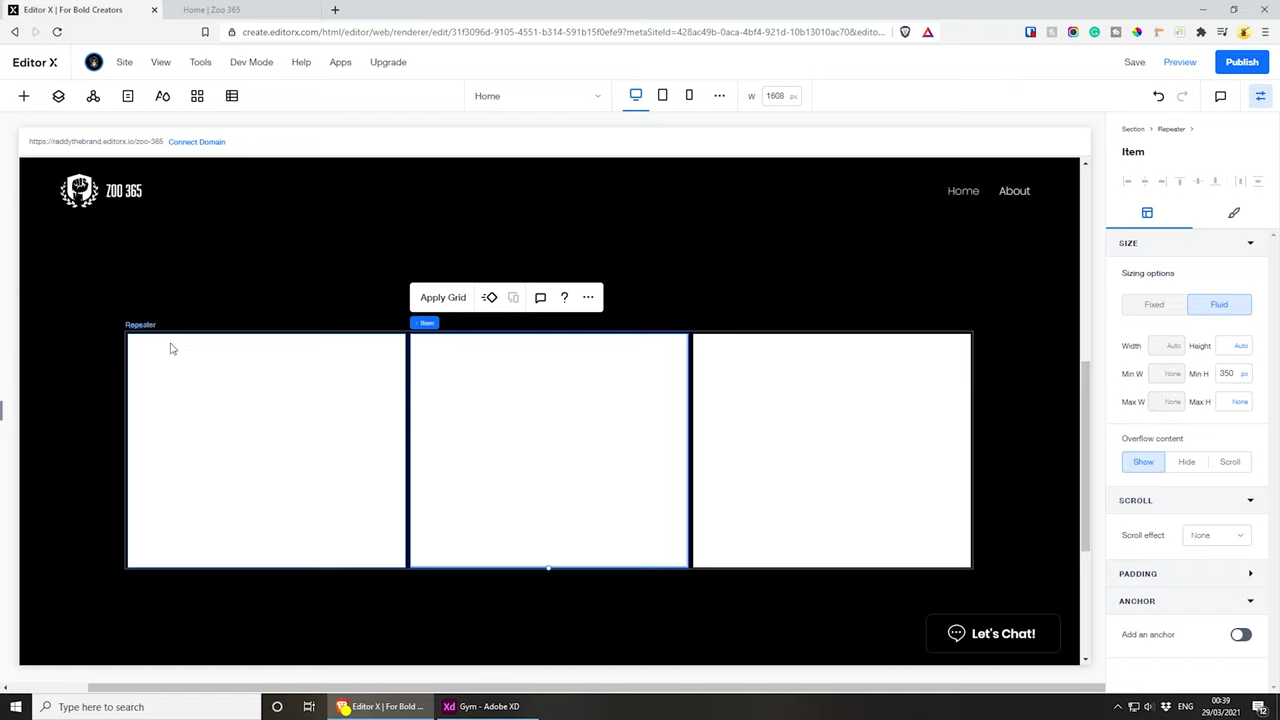 Editor X | For Bold Creators
Home | Zoo 365
create.editorx.com/html/editor/web/renderer/edit/31f3096d-9105-4551-b314-591b15f0efe9?metaSiteId=428ac49b-0aca-4bf4-921d-10b13010ac70&edito...
Editor X
Site
View
Tools
Dev Mode
Help
Apps
Upgrade
Save
Preview
Publish
Home
W
1608 px
https://raddythebrand.editorx.io/zoo-365
Connect Domain
ZOO 365
Home
About
Section
Repeater
Item
SIZE
Sizing options
Fixed
Fluid
Width
Auto
Height
Auto
Min W
None
Min H
350 px
Max W
None
Max H
None
Overflow content
Show
Hide
Scroll
SCROLL
Scroll effect
None
PADDING
ANCHOR
Add an anchor
Apply Grid
Repeater
Item
Let's Chat!
Type here to search
Editor X | For Bold ...
Gym - Adobe XD
00:39
29/03/2021
12